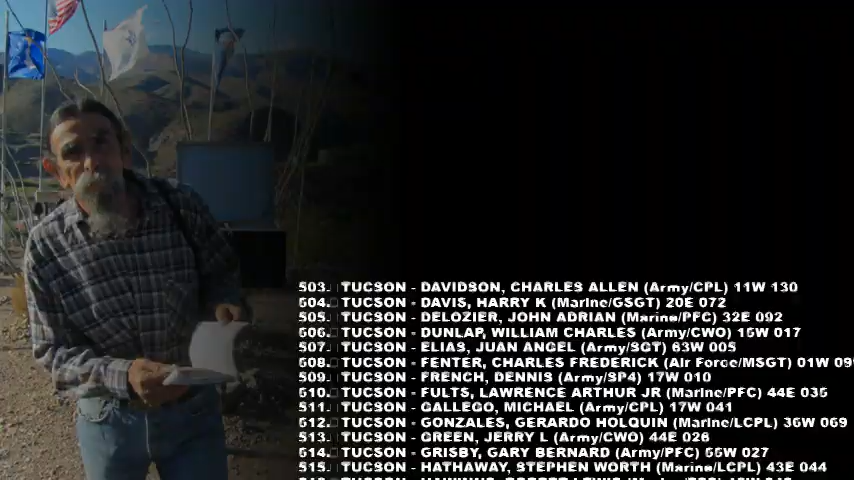 503. TUCSON - DAVIDSON, CHARLES ALLEN (Army/CPL) 11W 130
504. TUCSON - DAVIS, HARRY K (Marine/GSGT) 20E 072
505. TUCSON - DELOZIER, JOHN ADRIAN (Marine/PFC) 32E 092
506. TUCSON - DUNLAP, WILLIAM CHARLES (Army/CWO) 15W 017
507. TUCSON - ELIAS, JUAN ANGEL (Army/SGT) 63W 005
508. TUCSON - FENTER, CHARLES FREDERICK (Air Force/MSGT) 01W
509. TUCSON - FRENCH, DENNIS (Army/SP4) 17W 010
510. TUCSON - FULTS, LAWRENCE ARTHUR JR (Marine/PFC) 44E 035
511. TUCSON - GALLEGO, MICHAEL (Army/CPL) 17W 041
512. TUCSON - GONZALES, GERARDO HOLQUIN (Marine/LCPL) 36W 069
513. TUCSON - GREEN, JERRY L (Army/CWO) 44E 026
514. TUCSON - GRISBY, GARY BERNARD (Army/PFC) 55W 027
515. TUCSON - HATHAWAY, STEPHEN WORTH (Marine/LCPL) 43E 044